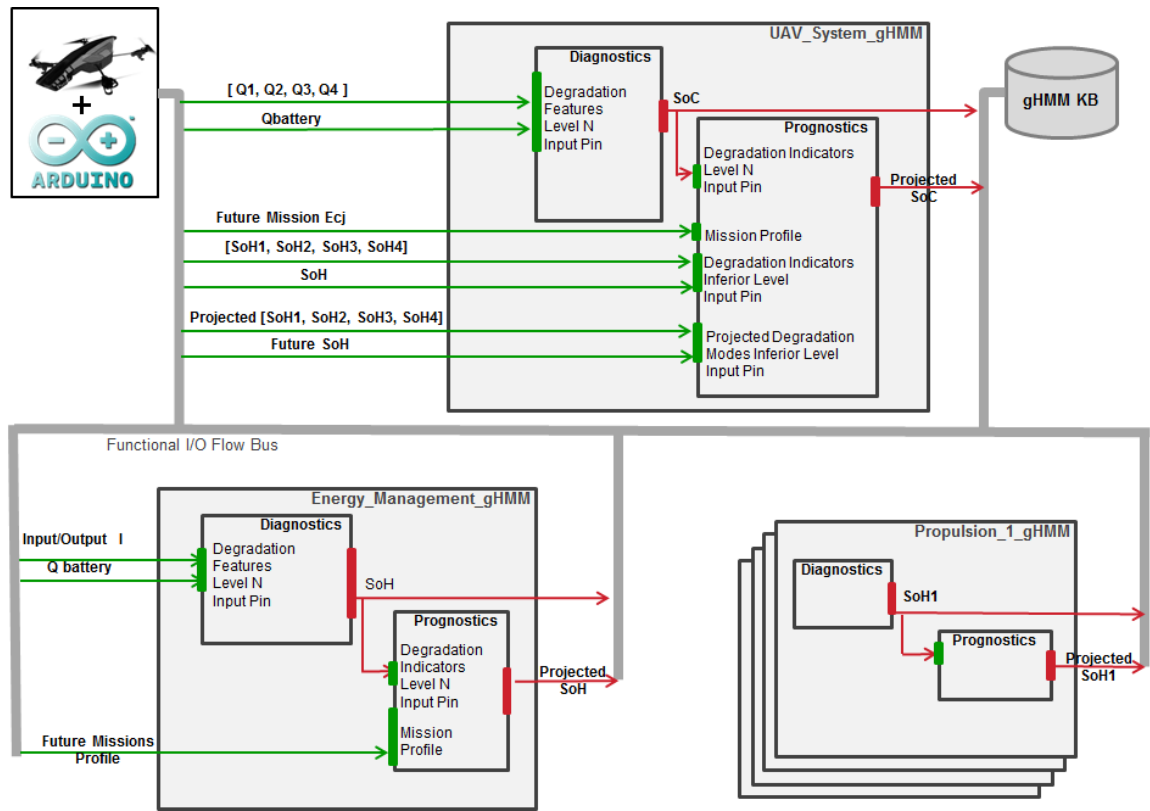 UAV_System_gHMM
Diagnostics
[ Q1, Q2, Q3, Q4 ]
Qbattery
Degradation
Features
Level N
Input Pin
SoC
gHMM KB
+
ARDUINO
Prognostics
Degradation Indicators
Level N
Input Pin
Projected
SoC
Future Mission Ecj
Mission Profile
[SoH1, SoH2, SoH3, SoH4]
SoH
Degradation Indicators
Inferior Level
Input Pin
Projected [SoH1, SoH2, SoH3, SoH4]
Future SoH
Projected Degradation
Modes Inferior Level
Input Pin
Functional I/O Flow Bus
Energy_Management_gHMM
Diagnostics
Input/Output I
Q battery
Degradation
Features
Level N
Input Pin
SoH
Prognostics
Degradation
Indicators
Level N
Input Pin
Projected
SoH
Mission
Profile
Future Missions
Profile
Propulsion_1_gHMM
Diagnostics
SoH1
Prognostics
Projected
SoH1